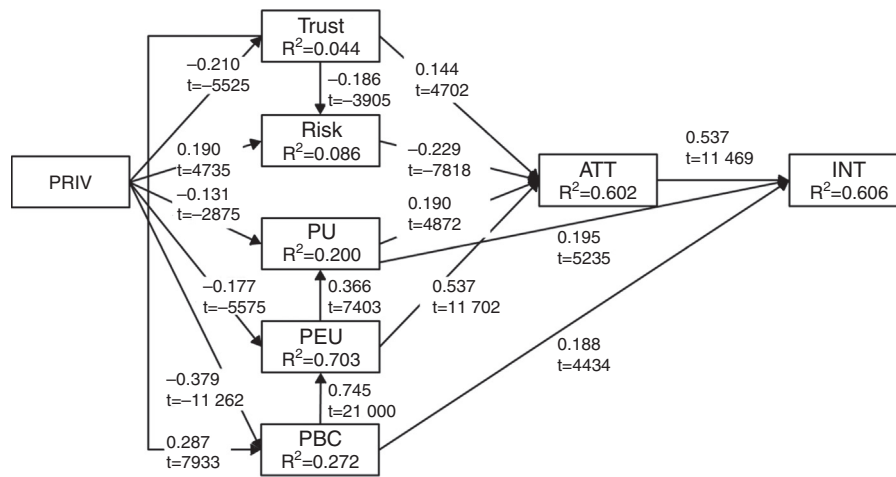 Trust
R²=0.044
–0.210
t=–5525
–0.186
t=–3905
0.144
t=4702
Risk
R²=0.086
0.190
t=4735
–0.229
t=–7818
PRIV
ATT
R²=0.602
0.537
t=11 469
INT
R²=0.606
–0.131
t=–2875
PU
R²=0.200
0.190
t=4872
0.195
t=5235
–0.177
t=–5575
0.366
t=7403
0.537
t=11 702
PEU
R²=0.703
0.188
t=4434
–0.379
t=–11 262
0.745
t=21 000
0.287
t=7933
PBC
R²=0.272